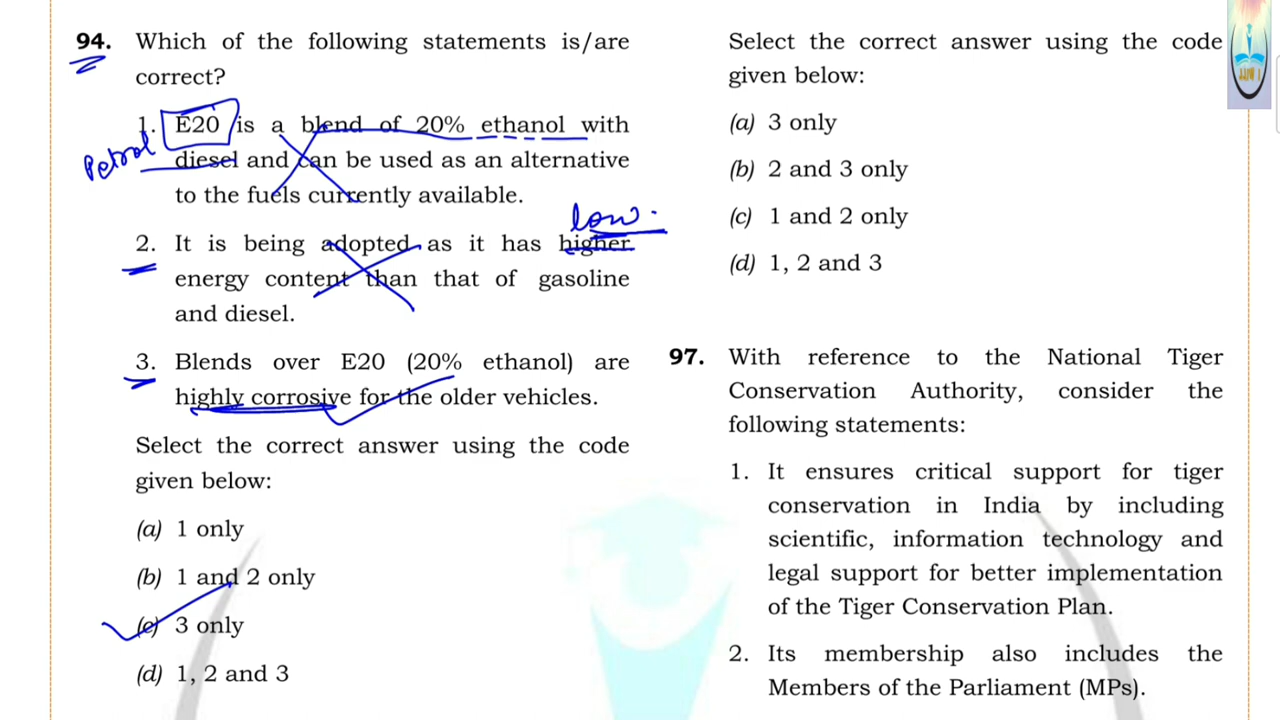 94. Which of the following statements is/are
correct?
1. E20 is a blend of 20% ethanol with
Petrol
diesel and can be used as an alternative
to the fuels currently available.
low.
2. It is being adopted as it has higher
energy content than that of gasoline
and diesel.
3. Blends over E20 (20% ethanol) are
highly corrosive for the older vehicles.
Select the correct answer using the code
given below:
(a) 1 only
(b) 1 and 2 only
(c) 3 only
(d) 1, 2 and 3
Select the correct answer using the code
given below:
(a) 3 only
(b) 2 and 3 only
(c) 1 and 2 only
(d) 1, 2 and 3
97. With reference to the National Tiger
Conservation Authority, consider the
following statements:
1. It ensures critical support for tiger
conservation in India by including
scientific, information technology and
legal support for better implementation
of the Tiger Conservation Plan.
2. Its membership also includes the
Members of the Parliament (MPs).